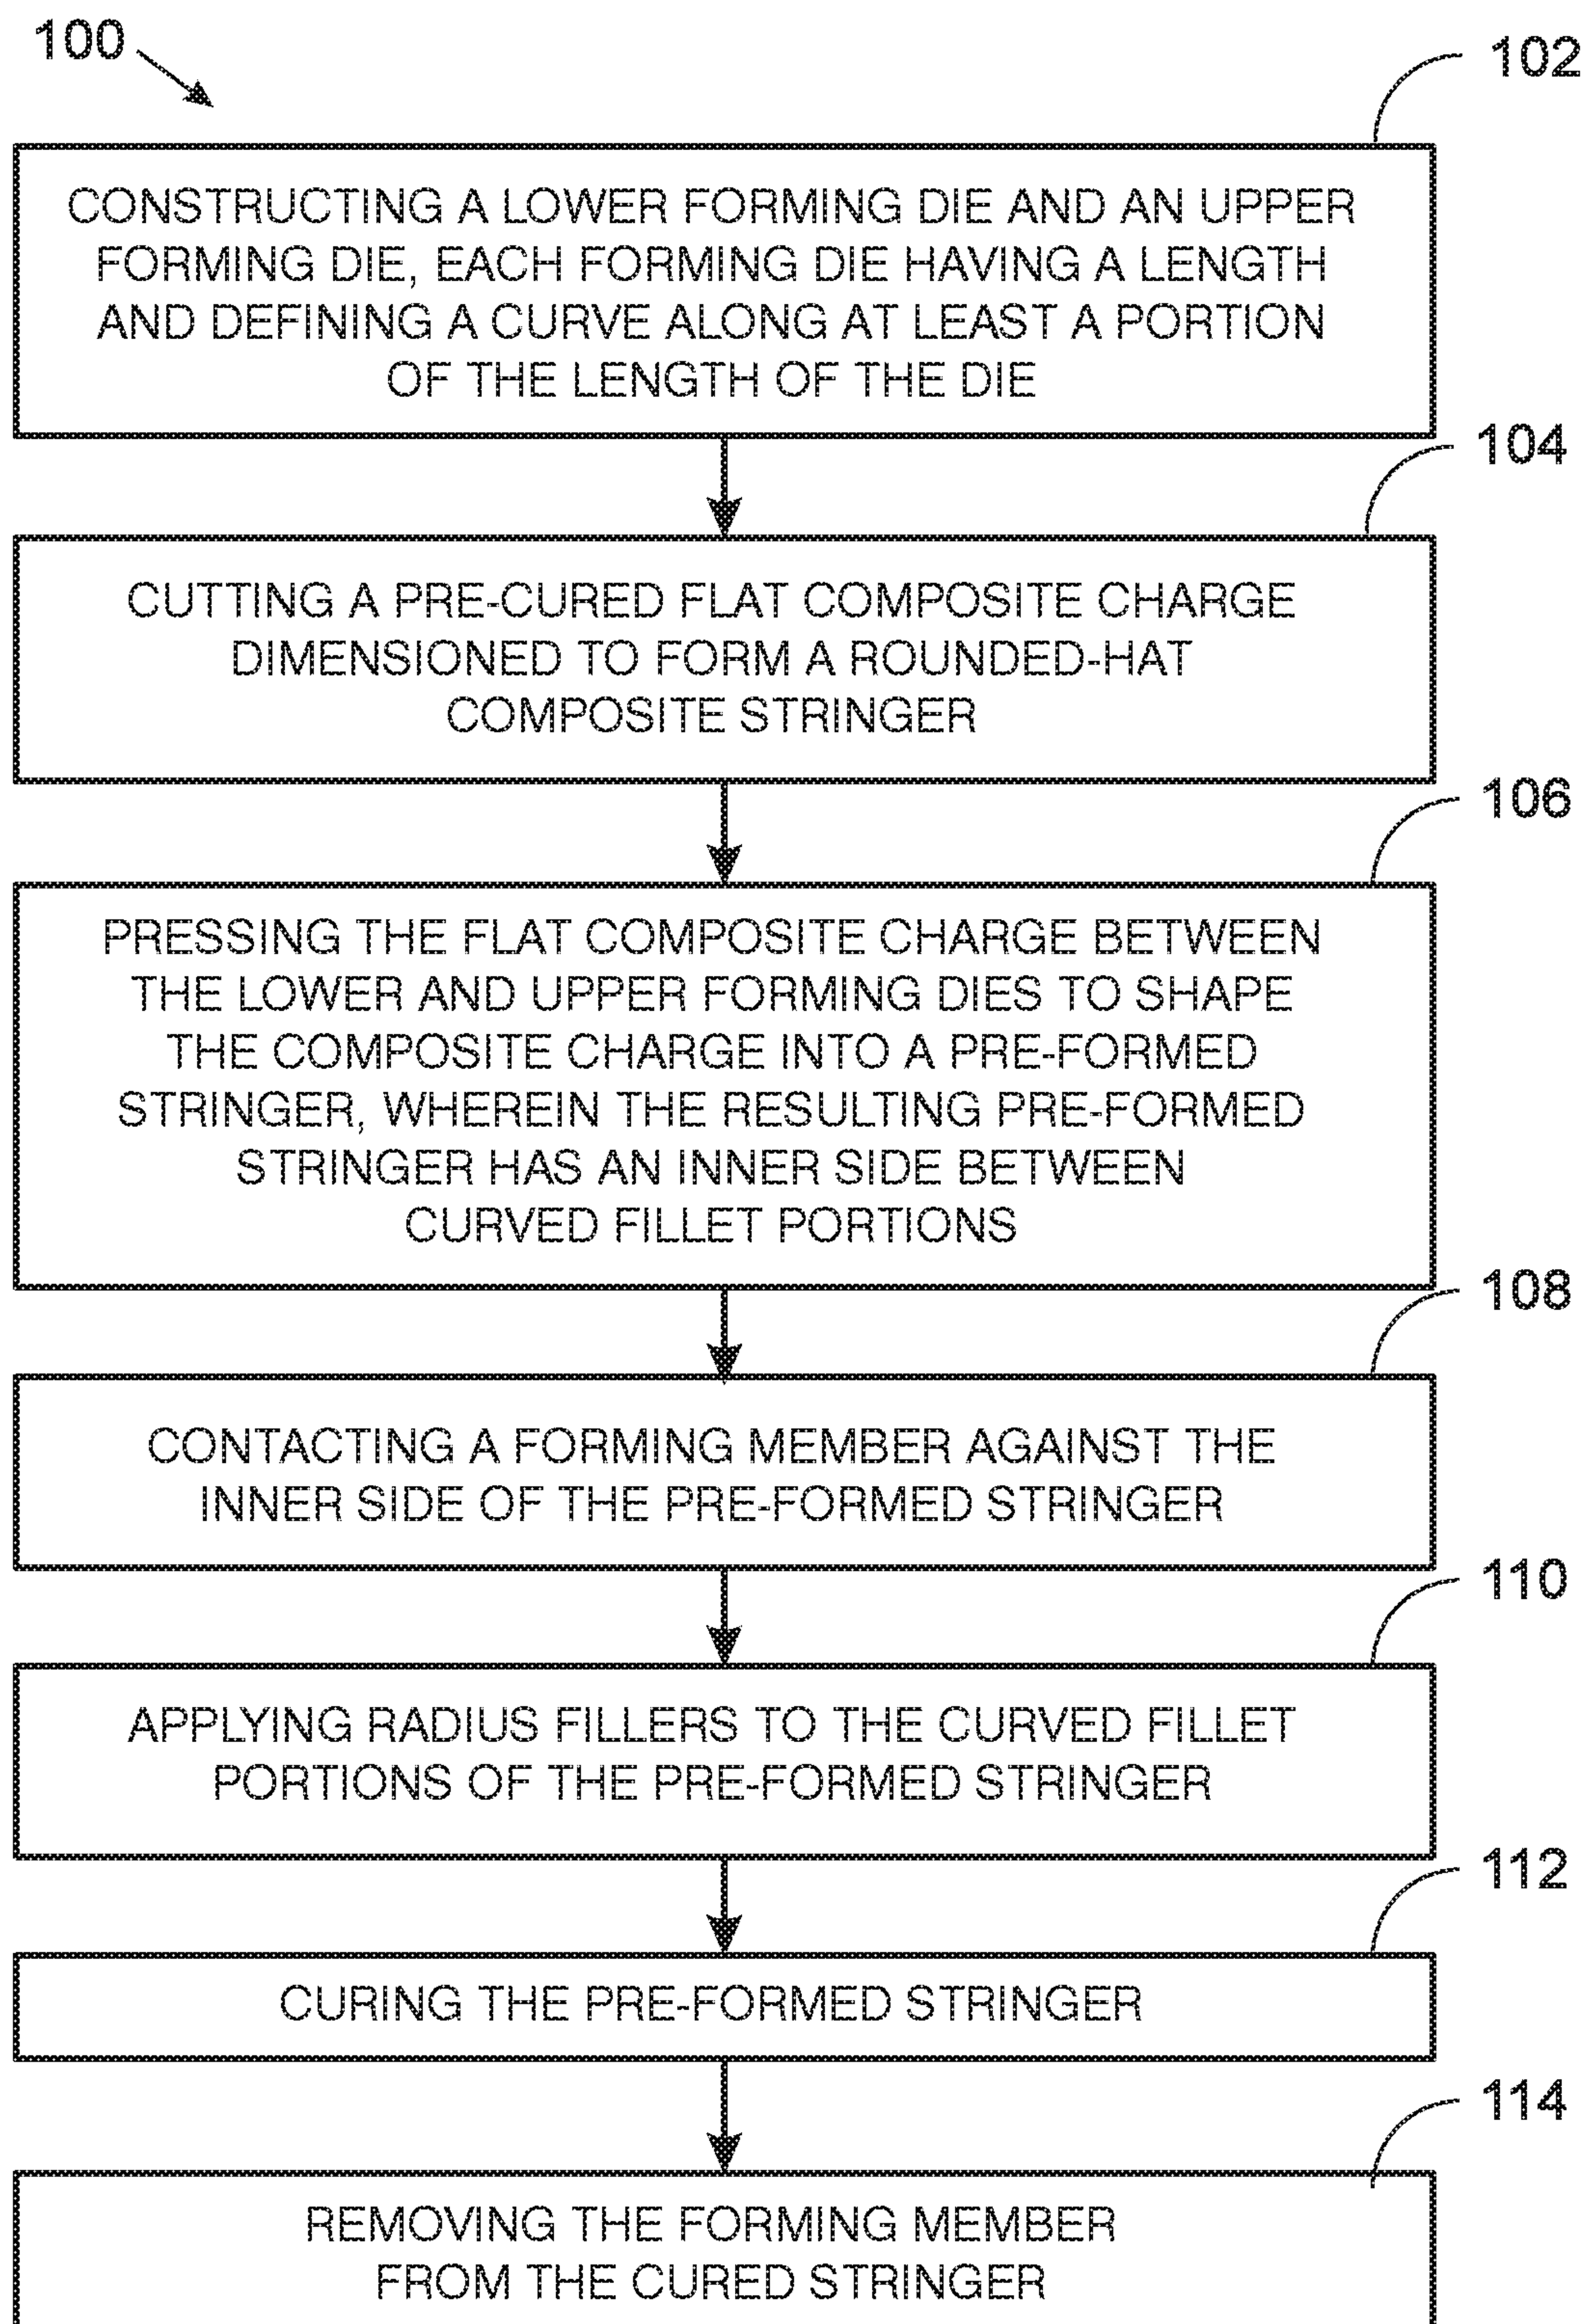 100
102
CONSTRUCTING A LOWER FORMING DIE AND AN UPPER
FORMING DIE, EACH FORMING DIE HAVING A LENGTH
AND DEFINING A CURVE ALONG AT LEAST A PORTION
OF THE LENGTH OF THE DIE
104
CUTTING A PRE-CURED FLAT COMPOSITE CHARGE
DIMENSIONED TO FORM A ROUNDED-HAT
COMPOSITE STRINGER
106
PRESSING THE FLAT COMPOSITE CHARGE BETWEEN
THE LOWER AND UPPER FORMING DIES TO SHAPE
THE COMPOSITE CHARGE INTO A PRE-FORMED
STRINGER, WHEREIN THE RESULTING PRE-FORMED
STRINGER HAS AN INNER SIDE BETWEEN
CURVED FILLET PORTIONS
108
CONTACTING A FORMING MEMBER AGAINST THE
INNER SIDE OF THE PRE-FORMED STRINGER
110
APPLYING RADIUS FILLERS TO THE CURVED FILLET
PORTIONS OF THE PRE-FORMED STRINGER
112
CURING THE PRE-FORMED STRINGER
114
REMOVING THE FORMING MEMBER
FROM THE CURED STRINGER